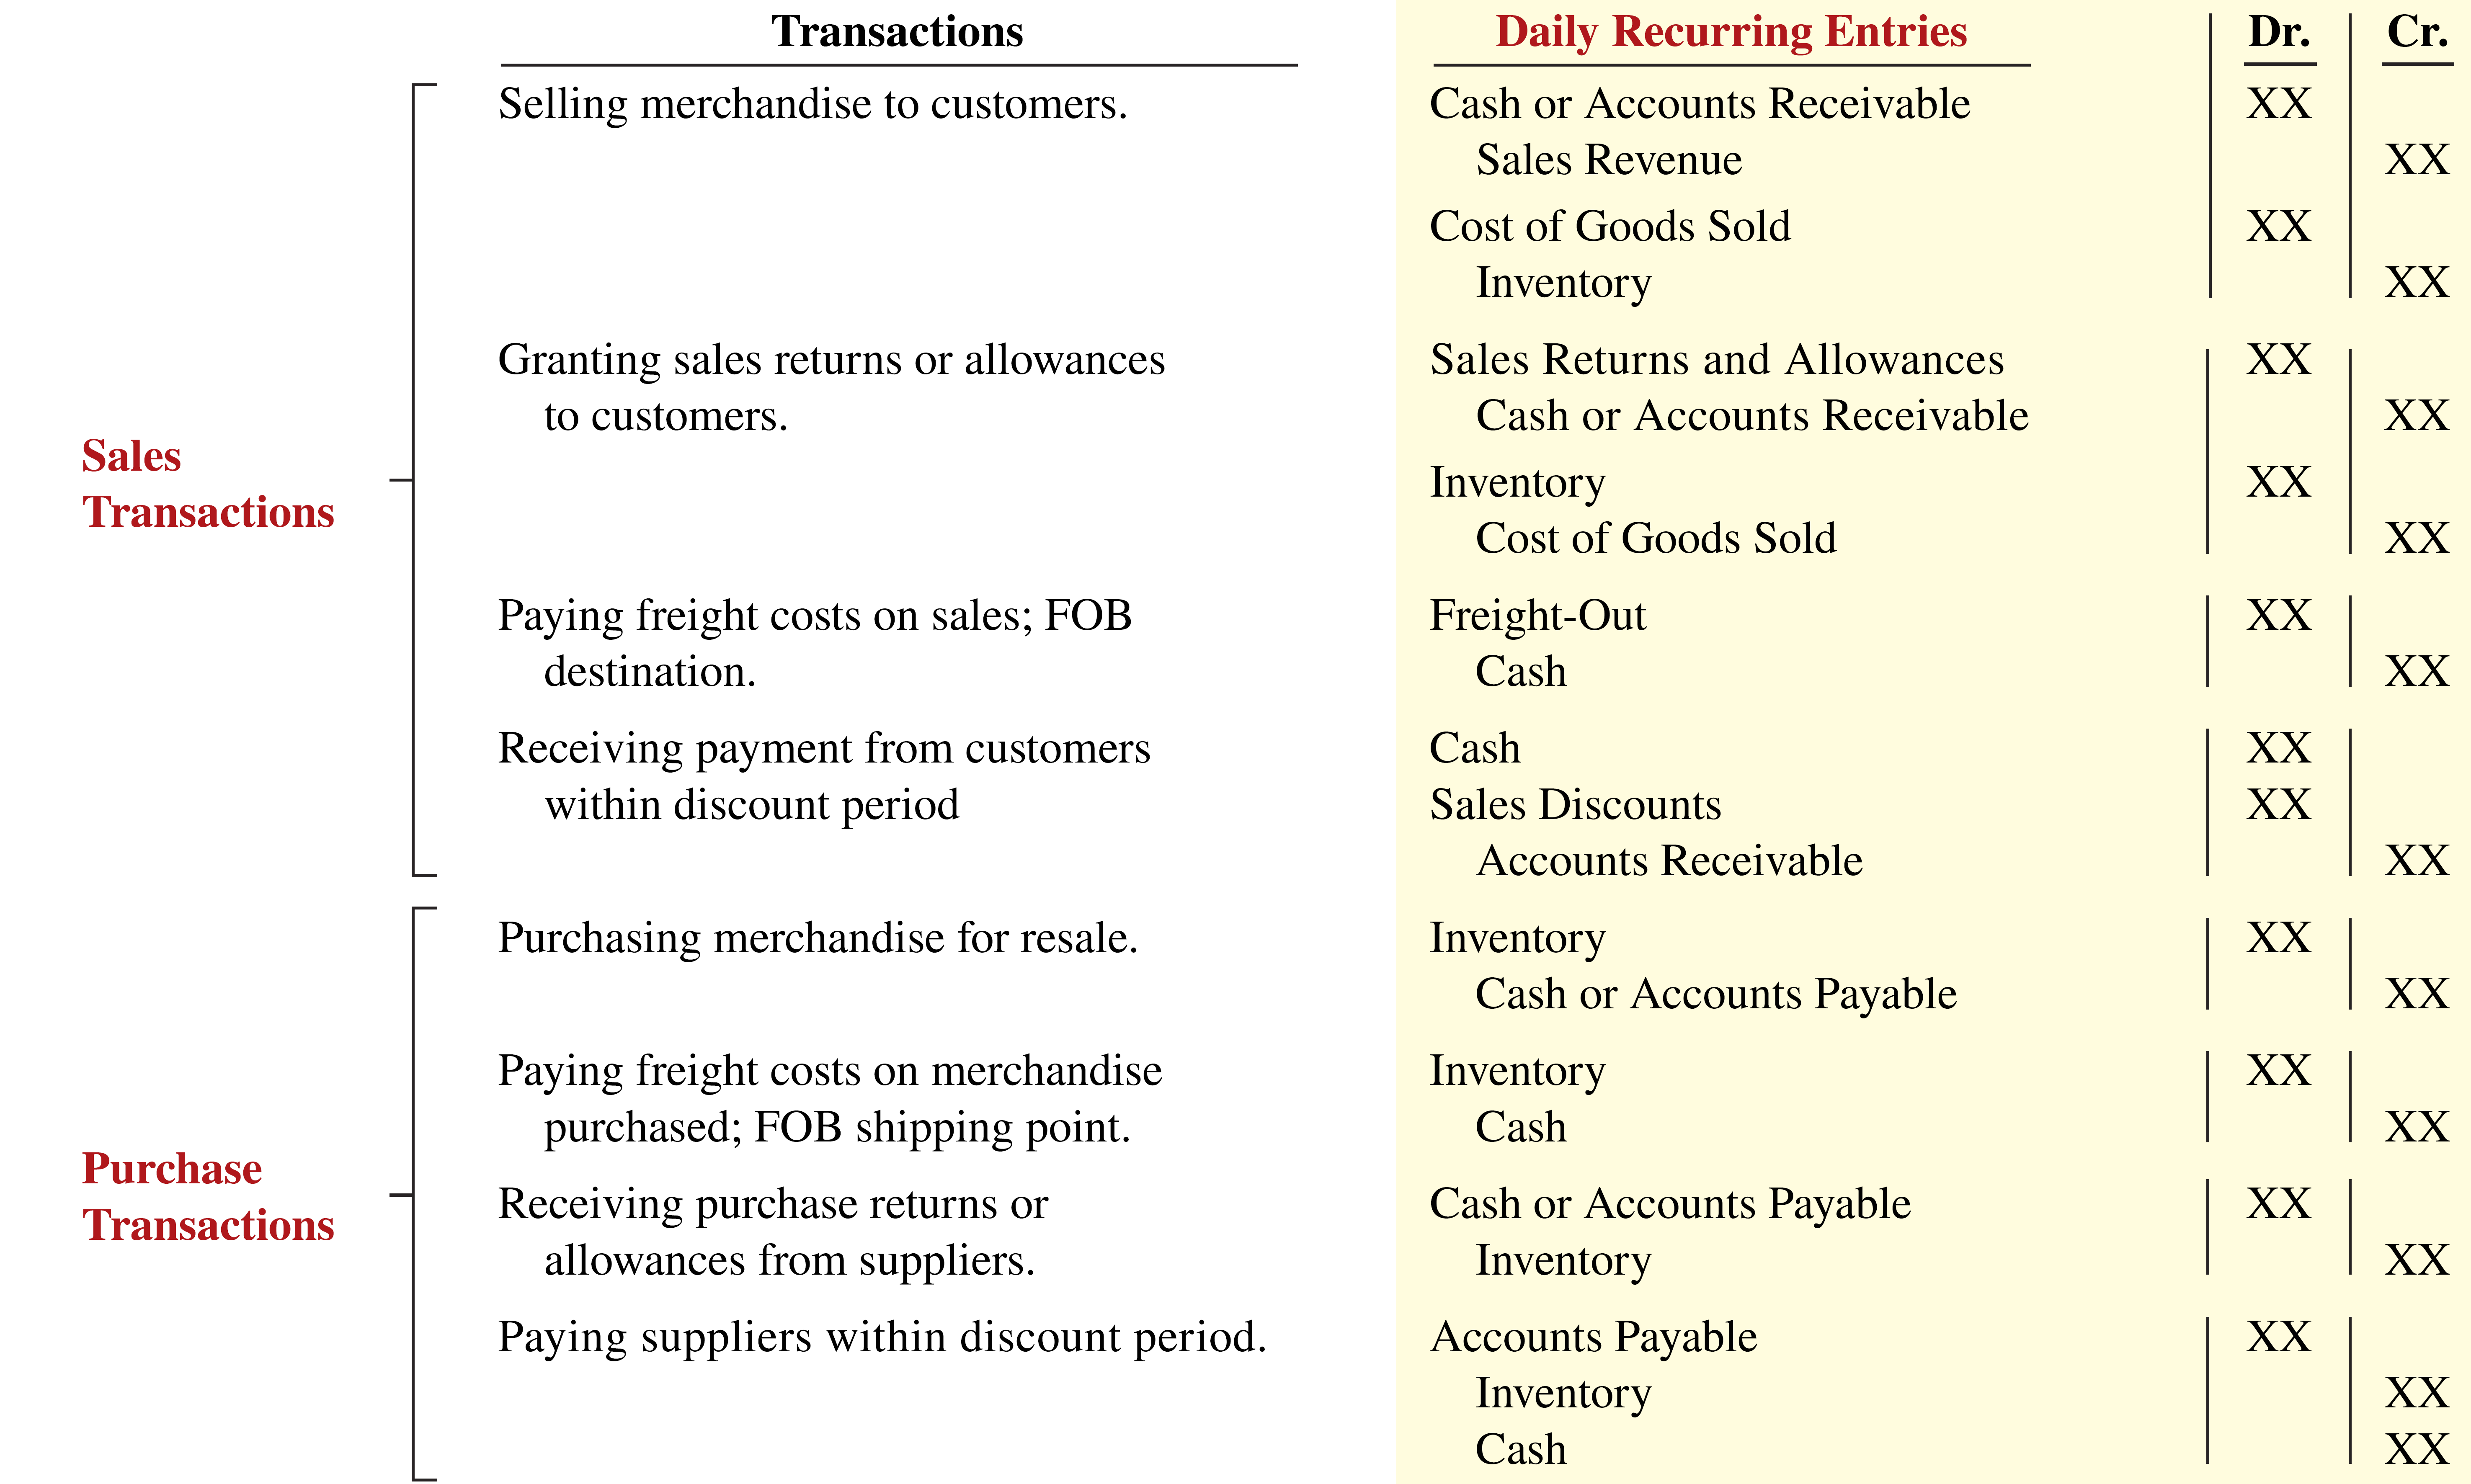 Transactions Daily Recurring Entries Dr. Cr.
Selling merchandise to customers. Cash or Accounts Receivable XX
Sales Revenue XX
Cost of Goods Sold XX
Inventory XX
Granting sales returns or allowances Sales Returns and Allowances XX
to customers. Cash or Accounts Receivable XX
Sales
Transactions
Inventory XX
Cost of Goods Sold XX
Paying freight costs on sales; FOB Freight-Out XX
destination. Cash XX
Receiving payment from customers Cash XX
within discount period Sales Discounts XX
Accounts Receivable XX
Purchasing merchandise for resale. Inventory XX
Cash or Accounts Payable XX
Paying freight costs on merchandise Inventory XX
purchased; FOB shipping point. Cash XX
Purchase
Transactions
Receiving purchase returns or Cash or Accounts Payable XX
allowances from suppliers. Inventory XX
Paying suppliers within discount period. Accounts Payable XX
Inventory XX
Cash XX